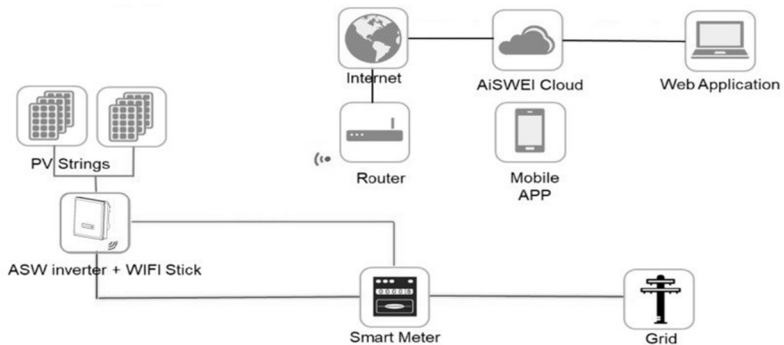 Internet
AiSWEI Cloud
Web Application
PV Strings
Router
Mobile
APP
ASW inverter + WIFI Stick
Smart Meter
Grid